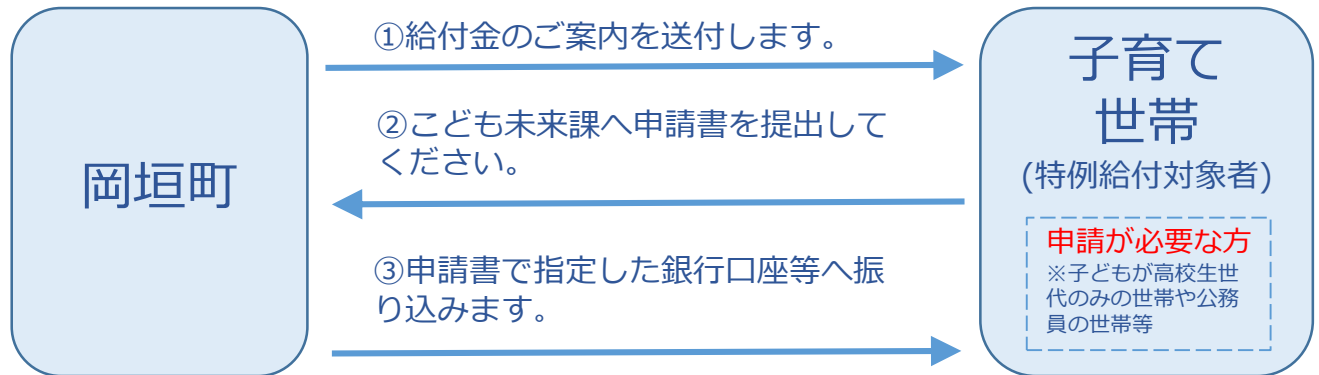 岡垣町
①給付金のご案内を送付します。
②こども未来課へ申請書を提出して
ください。
③申請書で指定した銀行口座等へ振
り込みます。
子育て
世帯
(特例給付対象者)
申請が必要な方
※子どもが高校生世
代のみの世帯や公務
員の世帯等